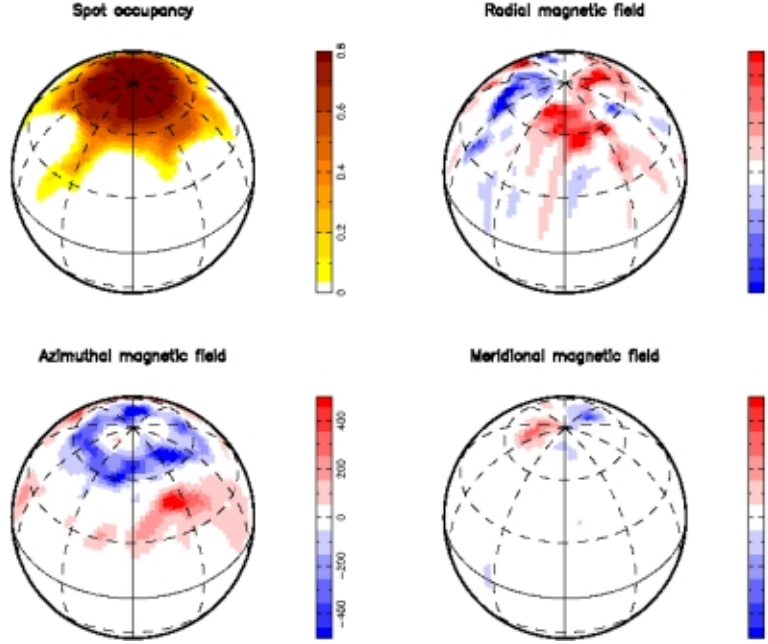 Spot occupancy
Radial magnetic field
0.8
0.6
0.4
0.2
0
Azimuthal magnetic field
Meridional magnetic field
400
200
0
-200
-400